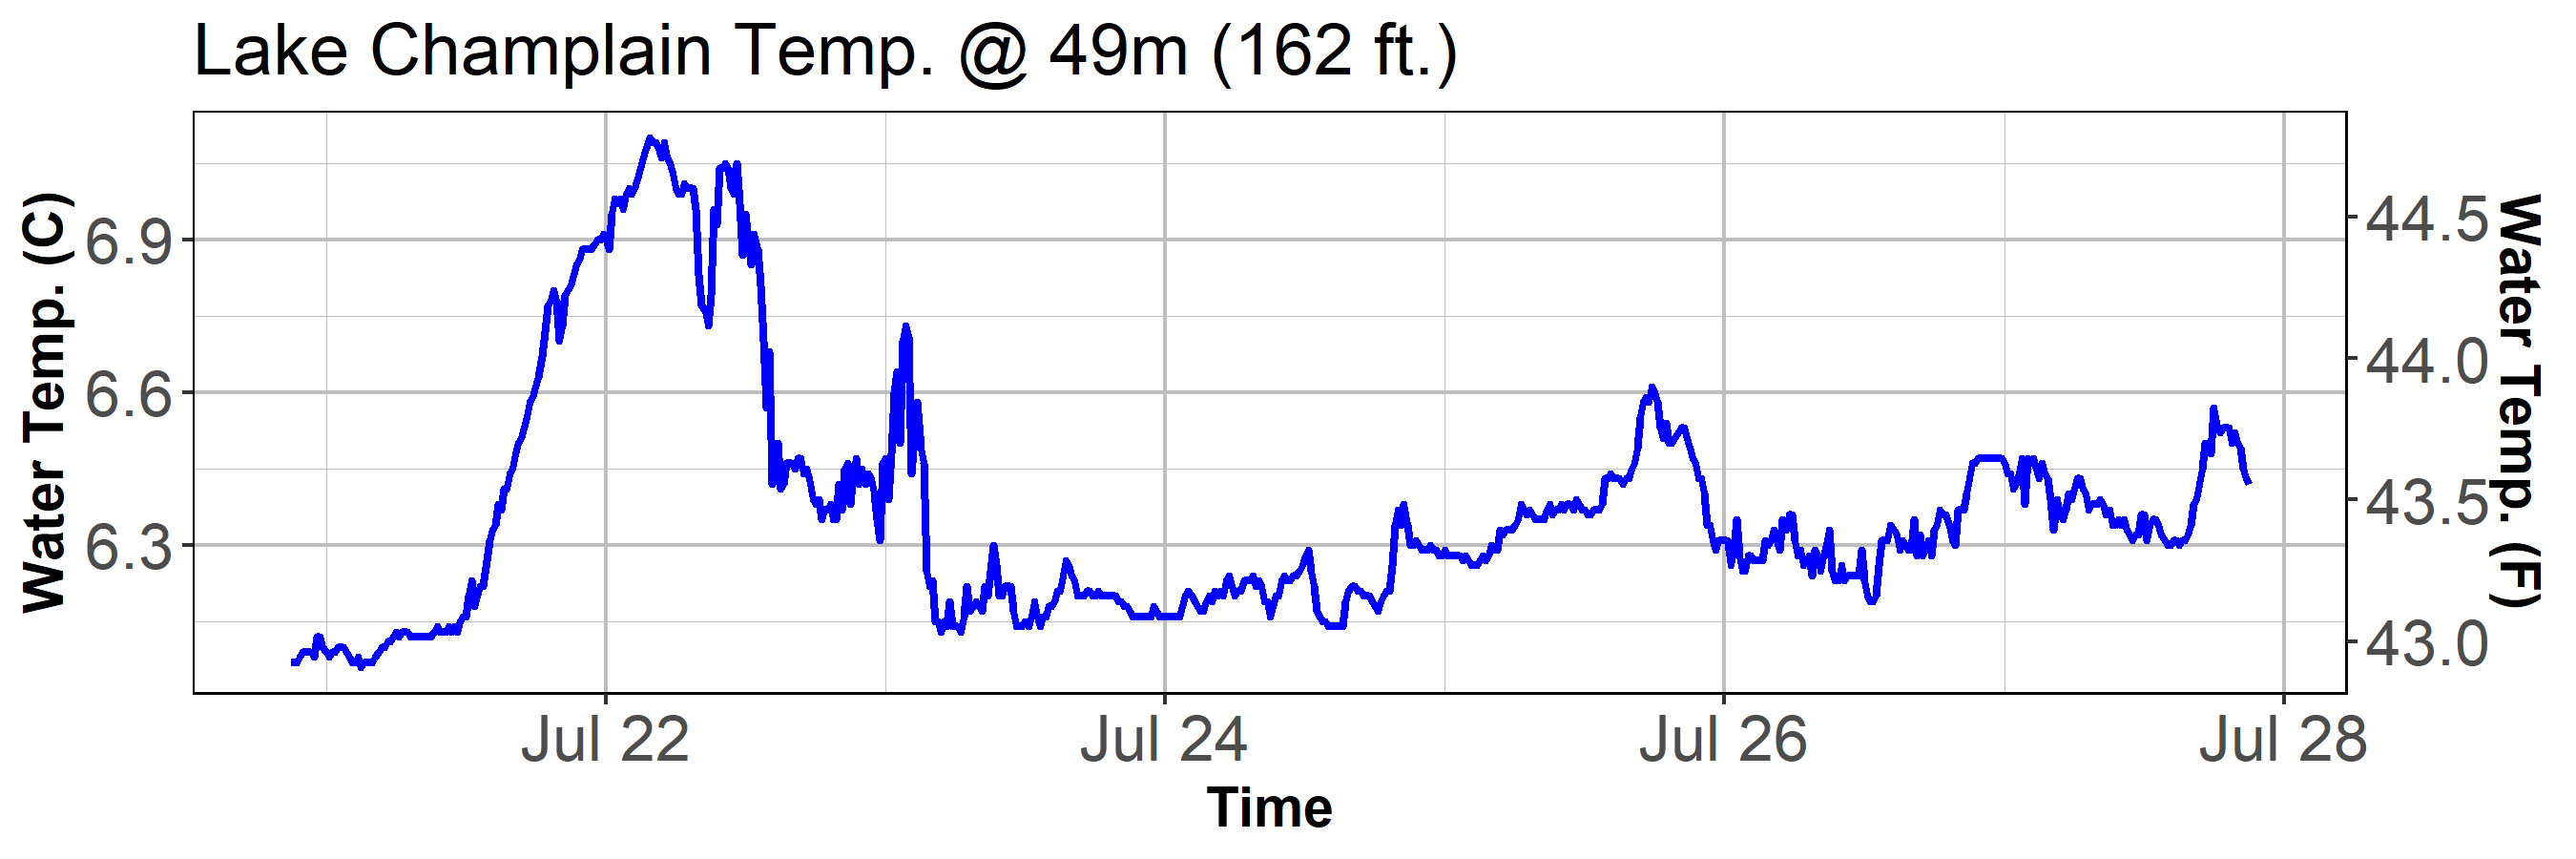 Lake Champlain Temp. @ 49m (162 ft.)
Water Temp. (C)
6.9
6.6
6.3
44.5
44.0
43.5
43.0
Water Temp. (F)
Jul 22 Jul 24 Jul 26 Jul 28
Time